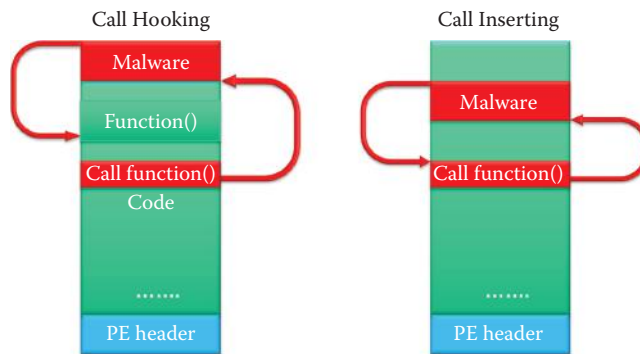 Call Hooking
Malware
Function()
Call function()
Code
.......
PE header
Call Inserting
Malware
Call function()
.......
PE header